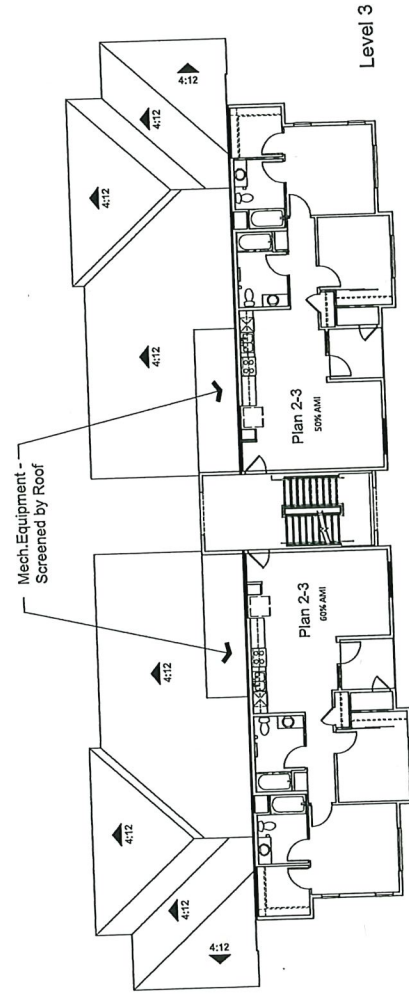 Mech.Equipment -
Screened by Roof
4:12
4:12
4:12
4:12
4:12
4:12
4:12
4:12
Plan 2-3
60% AMI
Plan 2-3
50% AMI
Level 3